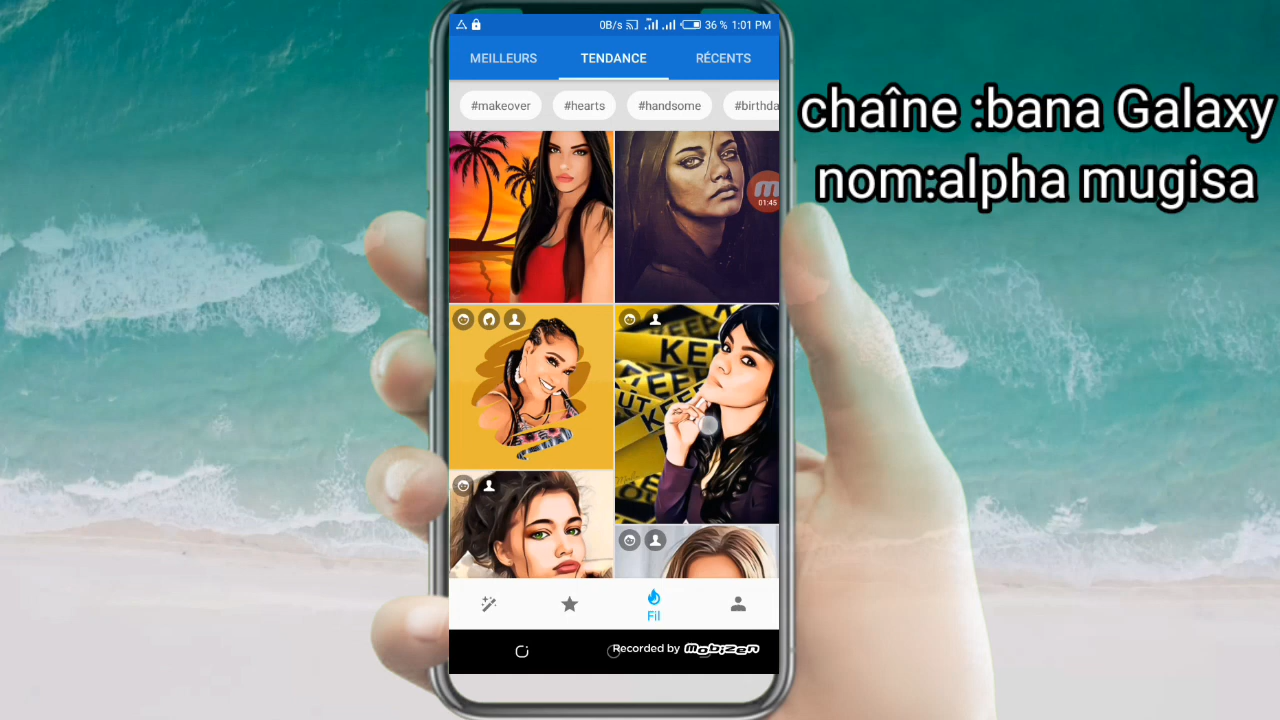 0B/s 36 % 1:01 PM
MEILLEURS TENDANCE RÉCENTS
#makeover #hearts #handsome #birthda
chaîne :bana Galaxy
nom:alpha mugisa
01:45
KEEP
Fil
Recorded by mobizen